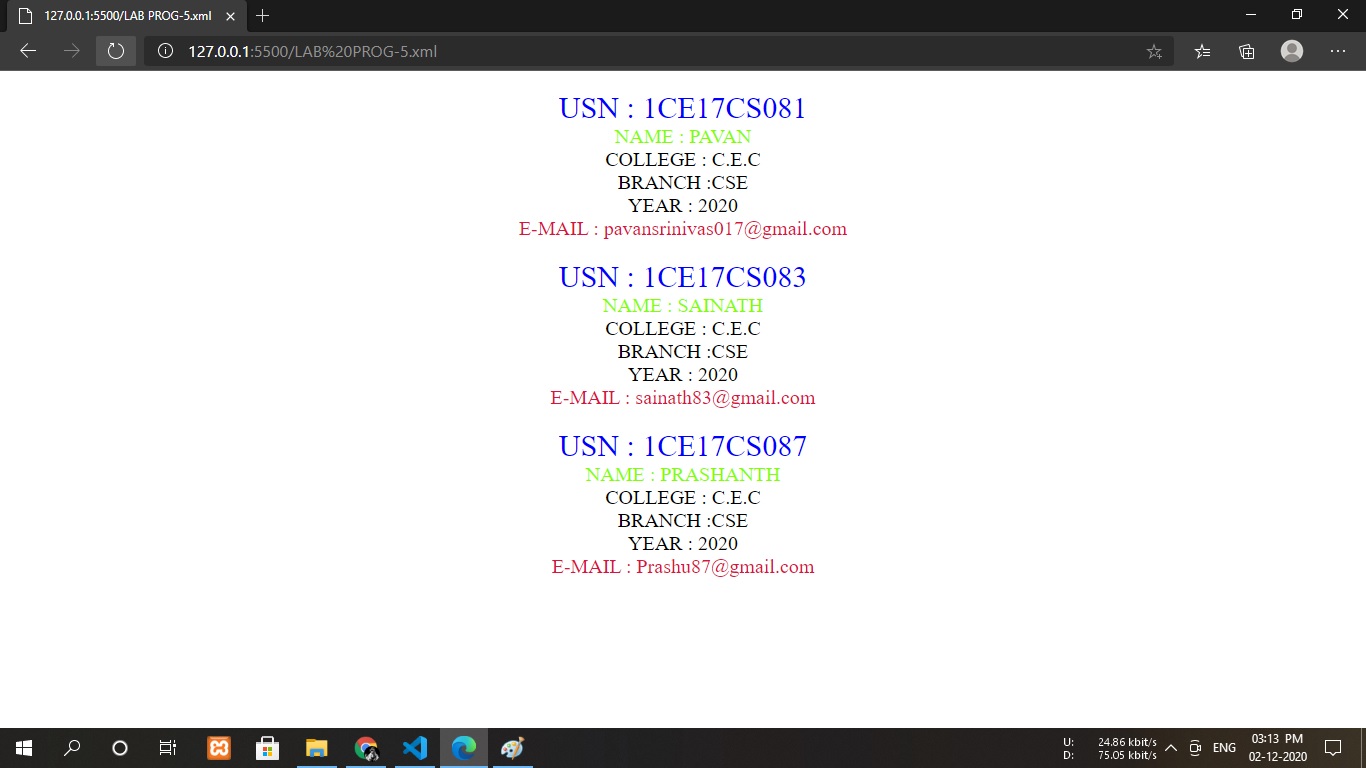 127.0.0.1:5500/LAB PROG-5.xml
127.0.0.1:5500/LAB%20PROG-5.xml
USN : 1CE17CS081
NAME : PAVAN
COLLEGE : C.E.C
BRANCH :CSE
YEAR : 2020
E-MAIL : pavansrinivas017@gmail.com
USN : 1CE17CS083
NAME : SAINATH
COLLEGE : C.E.C
BRANCH :CSE
YEAR : 2020
E-MAIL : sainath83@gmail.com
USN : 1CE17CS087
NAME : PRASHANTH
COLLEGE : C.E.C
BRANCH :CSE
YEAR : 2020
E-MAIL : Prashu87@gmail.com
U: 24.86 kbit/s
D: 75.05 kbit/s
ENG
03:13 PM
02-12-2020